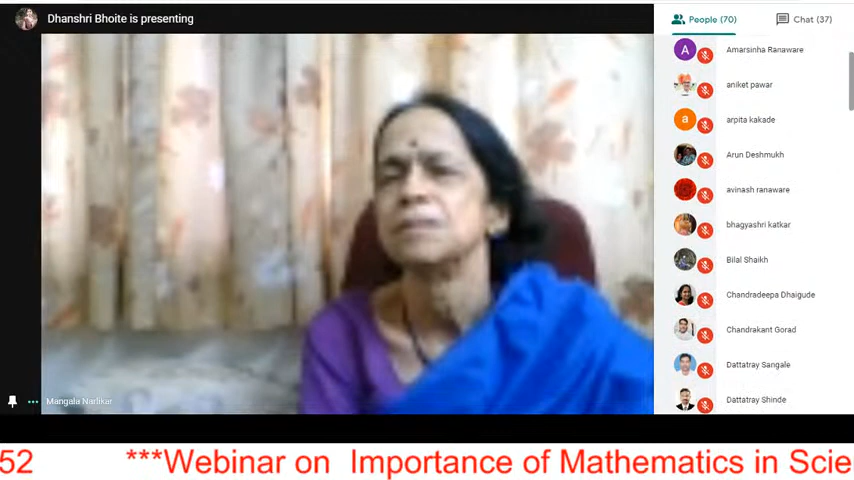 Dhanshri Bhoite is presenting
People (70)
Chat (37)
A
Amarsinha Ranaware
aniket pawar
a
arpita kakade
Arun Deshmukh
avinash ranaware
bhagyashri katkar
Bilal Shaikh
Chandradeepa Dhaigude
Chandrakant Gorad
Dattatray Sangale
Dattatray Shinde
Mangala Narlikar
52 ***Webinar on Importance of Mathematics in Scie